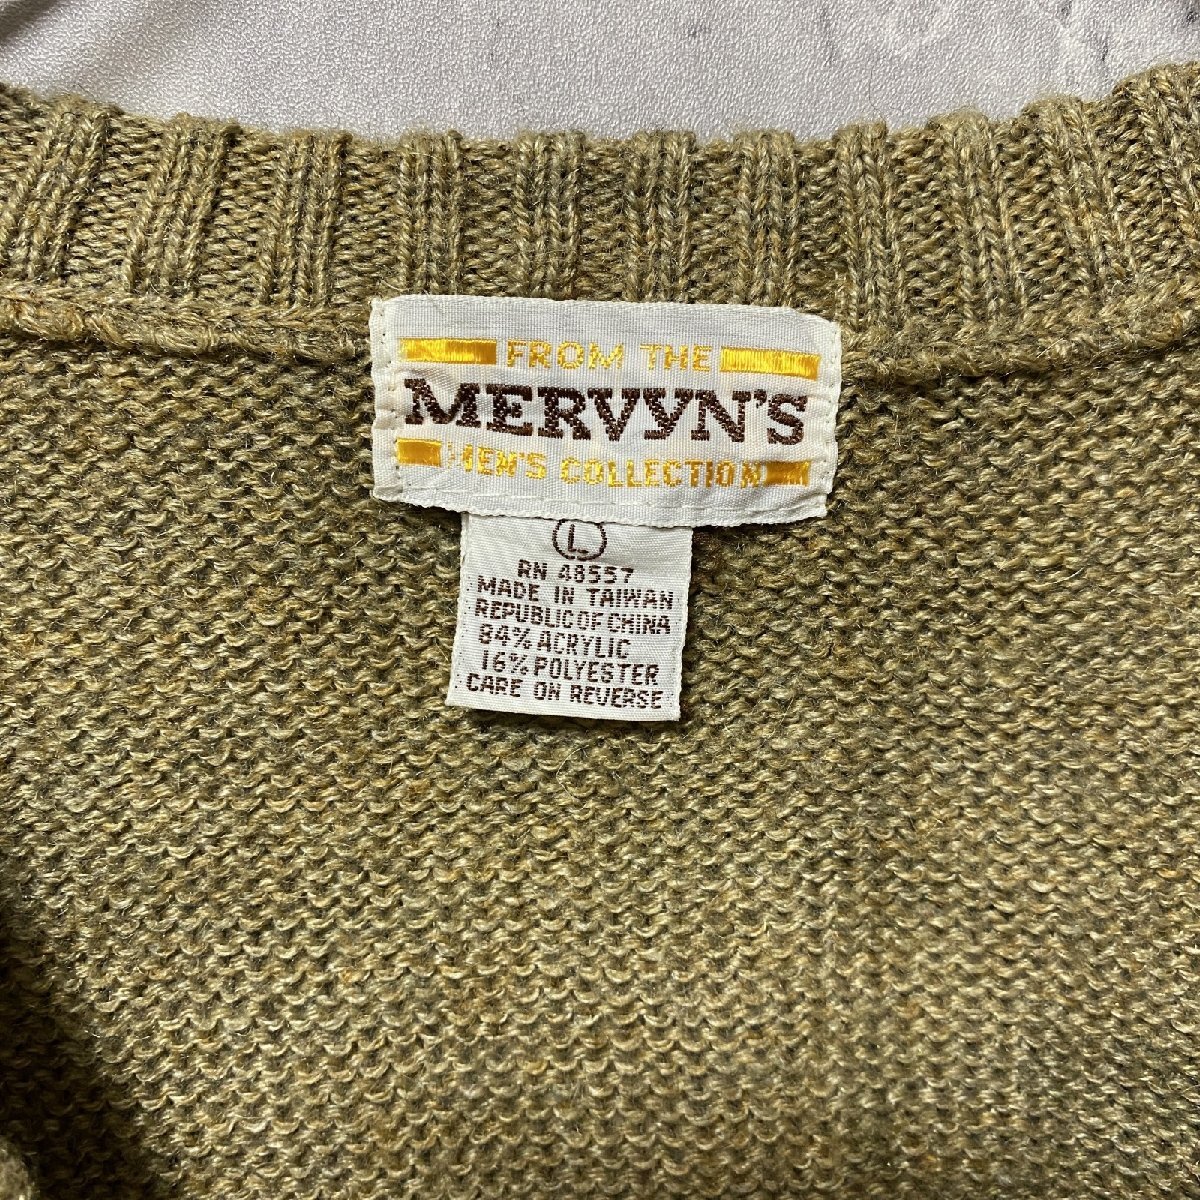 FROM THE
MERVYN'S
MEN'S COLLECTION
L
RN 48557
MADE IN TAIWAN
REPUBLIC OF CHINA
84% ACRYLIC
16% POLYESTER
CARE ON REVERSE